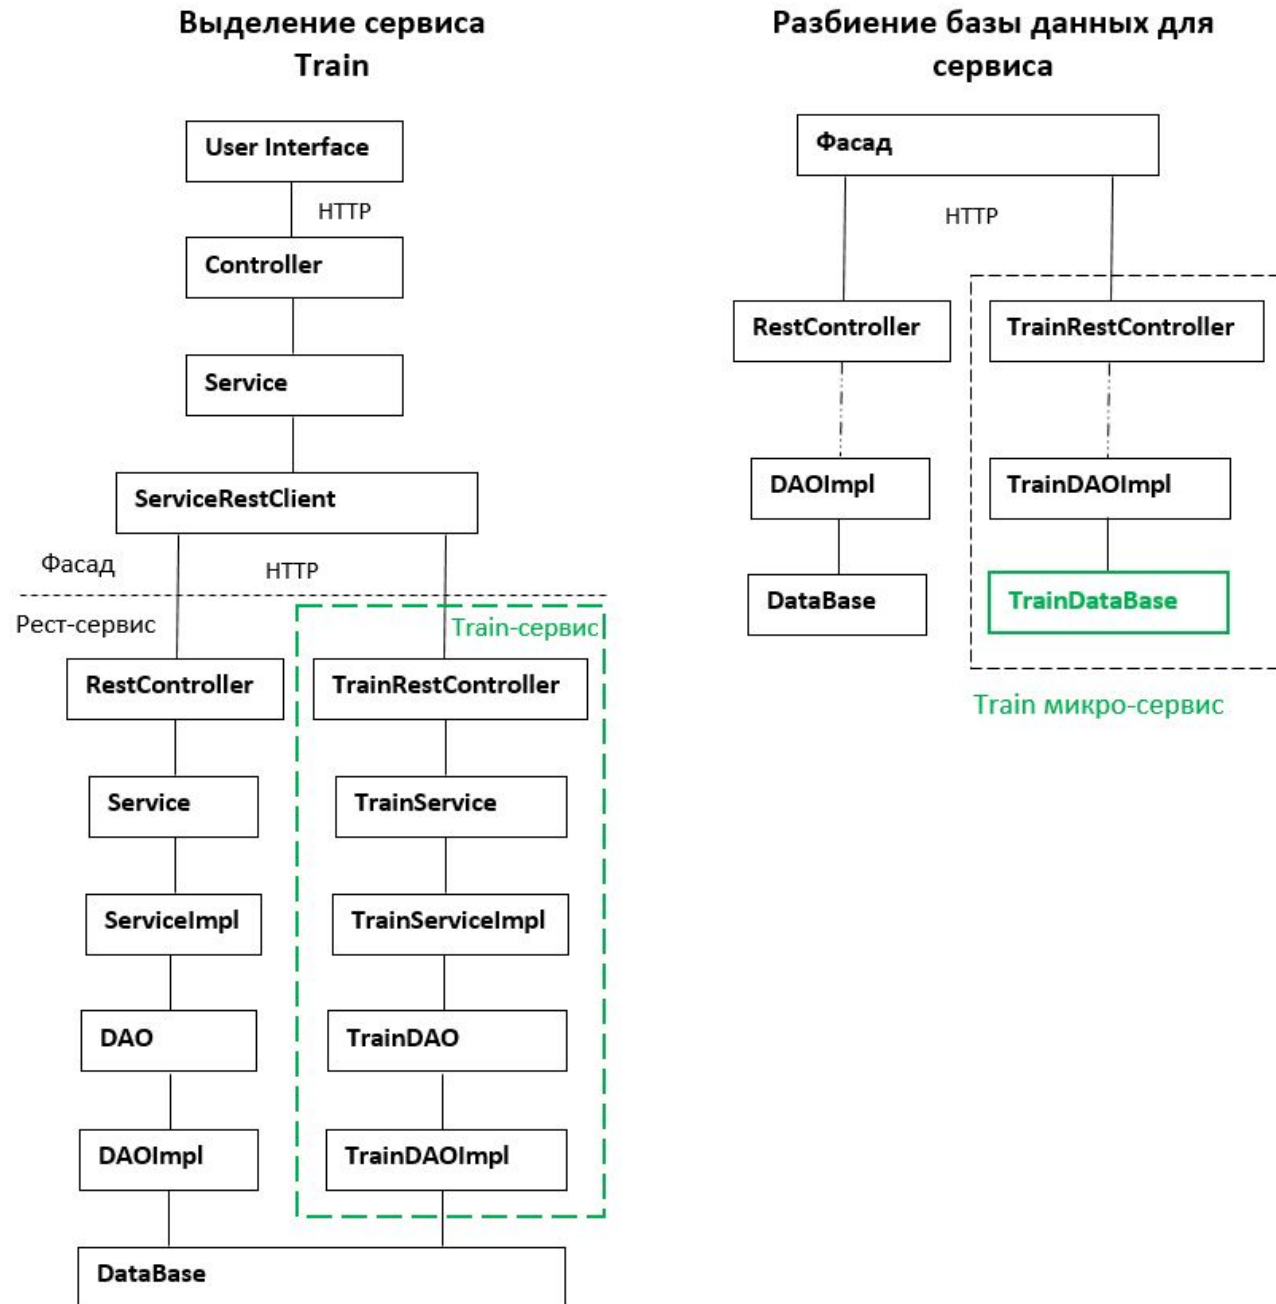 Выделение сервиса
Train
User Interface
HTTP
Controller
Service
ServiceRestClient
Фасад
HTTP
Рест-сервис
Train-сервис
RestController
TrainRestController
Service
TrainService
ServiceImpl
TrainServiceImpl
DAO
TrainDAO
DAOImpl
TrainDAOImpl
DataBase
Разбиение базы данных для
сервиса
Фасад
HTTP
RestController
TrainRestController
DAOImpl
TrainDAOImpl
DataBase
TrainDataBase
Train микро-сервис